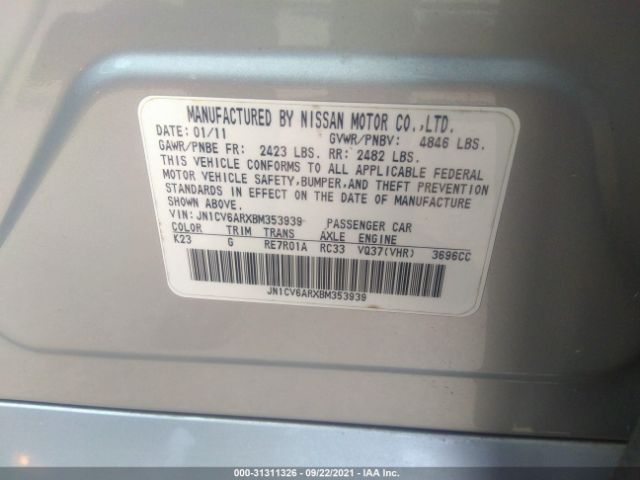 MANUFACTURED BY NISSAN MOTOR CO.,LTD.
DATE: 01/11 GVWR/PNBV: 4846 LBS.
GAWR/PNBE FR: 2423 LBS. RR: 2482 LBS.
THIS VEHICLE CONFORMS TO ALL APPLICABLE FEDERAL
MOTOR VEHICLE SAFETY,BUMPER,AND THEFT PREVENTION
STANDARDS IN EFFECT ON THE DATE OF MANUFACTURE
SHOWN ABOVE.
VIN: JN1CV6ARXBM353939 PASSENGER CAR
COLOR TRIM TRANS AXLE ENGINE
K23 G RE7R01A RC33 VQ37(VHR) 3696CC
JN1CV6ARXBM353939
000-31311326 - 09/22/2021 - IAA Inc.